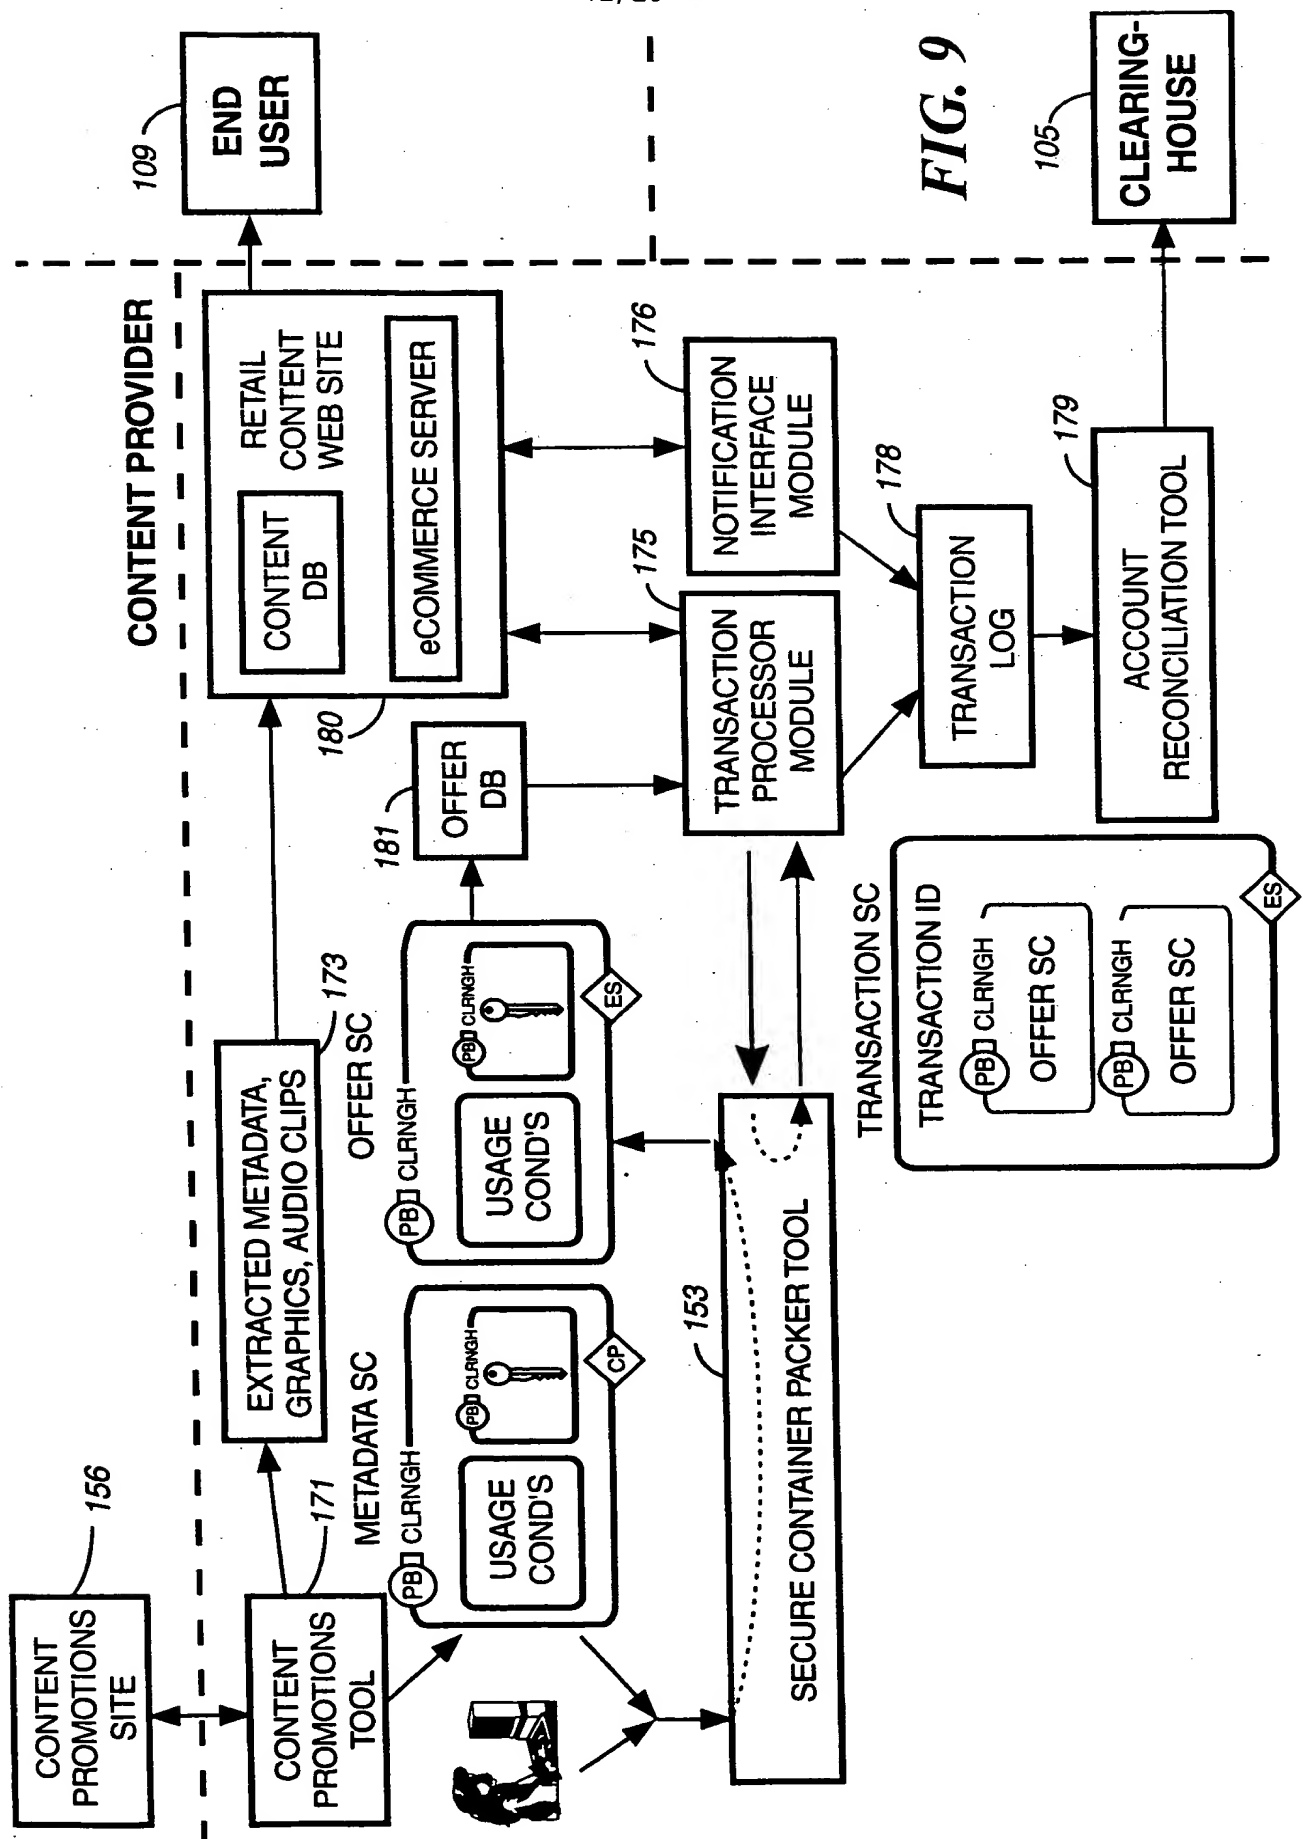 CONTENT
PROMOTIONS
SITE
156
CONTENT PROVIDER
109
END
USER
CONTENT
PROMOTIONS
TOOL
171
EXTRACTED METADATA,
GRAPHICS, AUDIO CLIPS
173
RETAIL
CONTENT
WEB SITE
CONTENT
DB
eCOMMERCE SERVER
180
METADATA SC
PB CLRNGH
USAGE
COND'S
PB CLRNGH
CP
OFFER SC
PB CLRNGH
USAGE
COND'S
PB CLRNGH
ES
181
OFFER
DB
153
SECURE CONTAINER PACKER TOOL
175
TRANSACTION
PROCESSOR
MODULE
176
NOTIFICATION
INTERFACE
MODULE
178
TRANSACTION
LOG
179
ACCOUNT
RECONCILIATION TOOL
TRANSACTION SC
TRANSACTION ID
PB CLRNGH
OFFER SC
PB CLRNGH
OFFER SC
ES
FIG. 9
105
CLEARING-
HOUSE